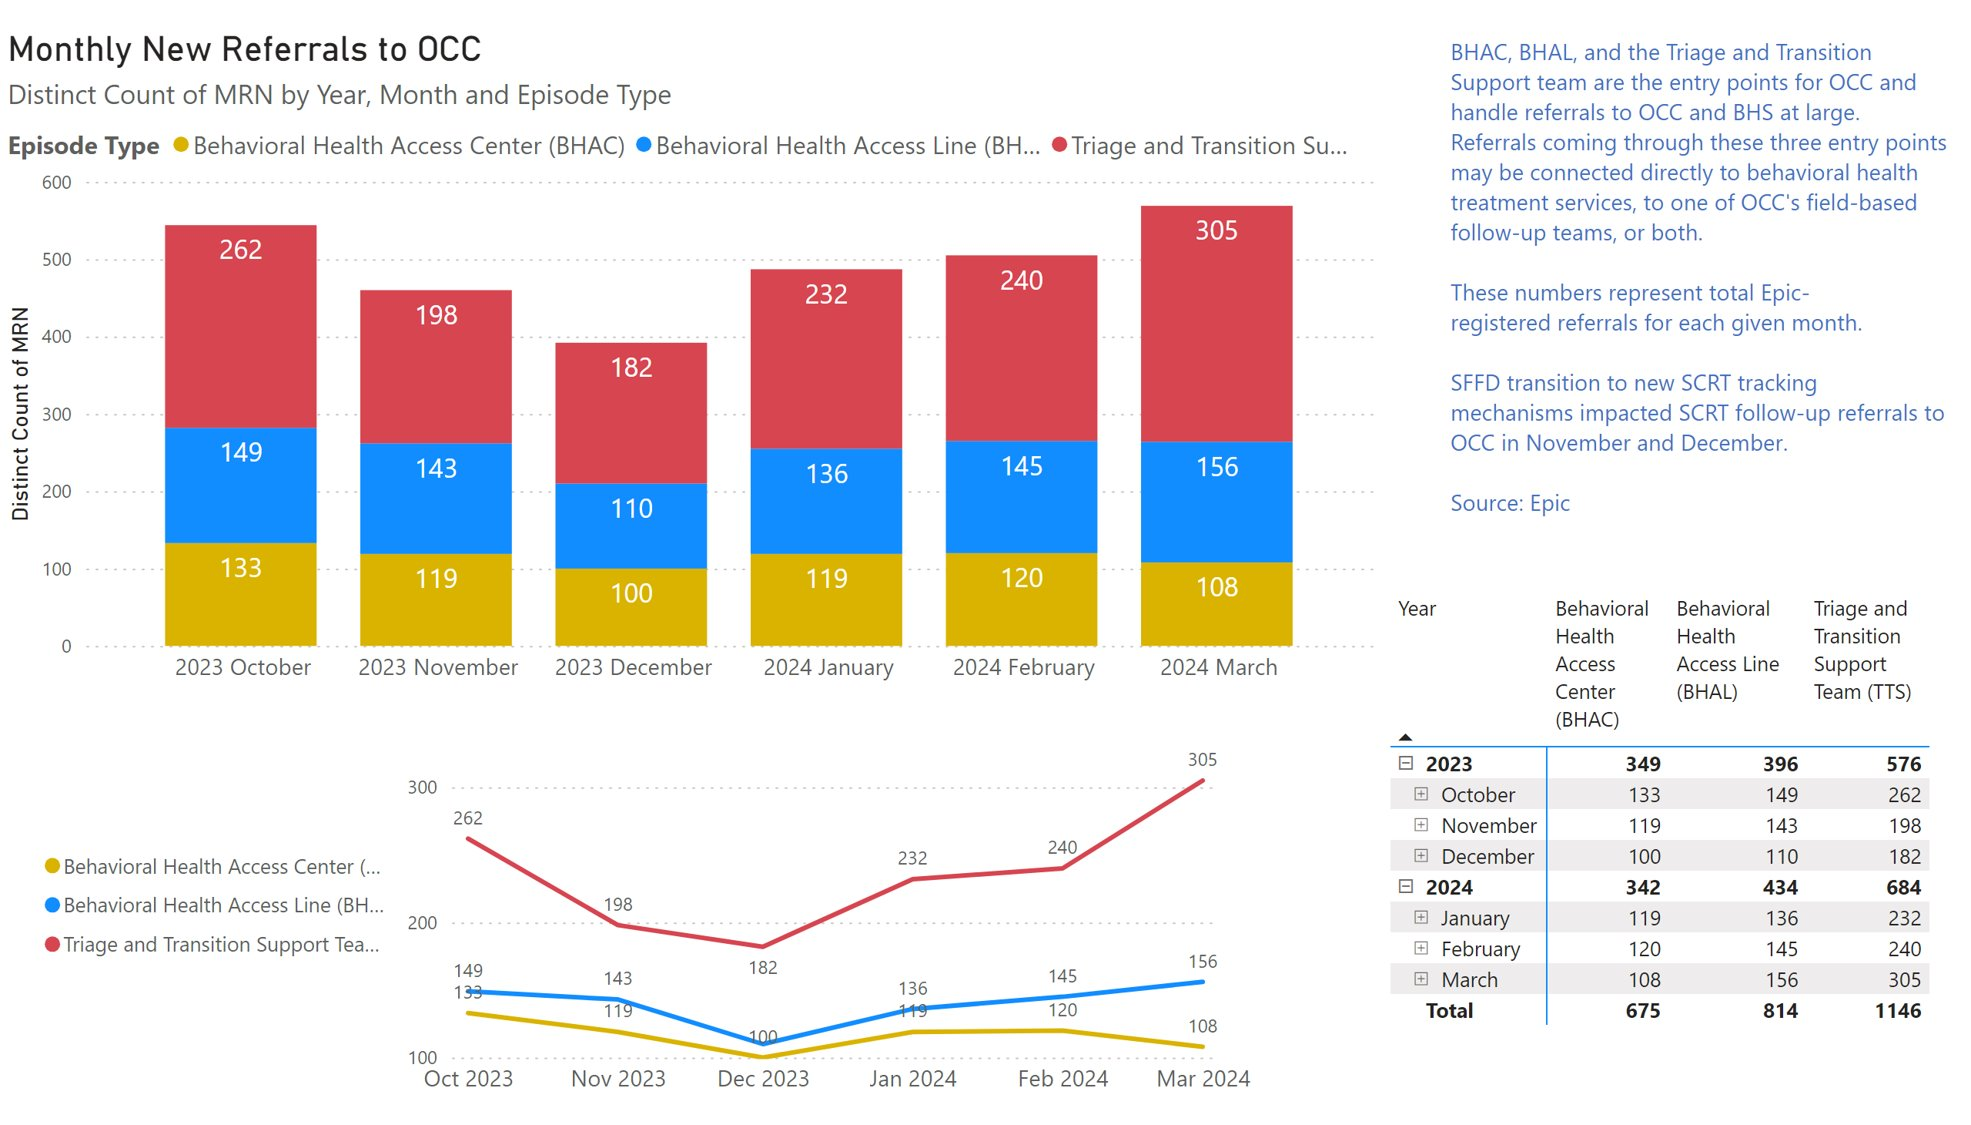 Monthly New Referrals to OCC
Distinct Count of MRN by Year, Month and Episode Type
Episode Type Behavioral Health Access Center (BHAC) Behavioral Health Access Line (BH... Triage and Transition Su...
Distinct Count of MRN
600
500
400
300
200
100
0
262 198 182 232 240 305
149 143 110 136 145 156
133 119 100 119 120 108
2023 October 2023 November 2023 December 2024 January 2024 February 2024 March
BHAC, BHAL, and the Triage and Transition
Support team are the entry points for OCC and
handle referrals to OCC and BHS at large.
Referrals coming through these three entry points
may be connected directly to behavioral health
treatment services, to one of OCC's field-based
follow-up teams, or both.
These numbers represent total Epic-
registered referrals for each given month.
SFFD transition to new SCRT tracking
mechanisms impacted SCRT follow-up referrals to
OCC in November and December.
Source: Epic
Behavioral Health Access Center (...
Behavioral Health Access Line (BH...
Triage and Transition Support Tea...
300
200
100
262 198 182 232 240 305
149 143 136 145 156
133 119 100 119 120 108
Oct 2023 Nov 2023 Dec 2023 Jan 2024 Feb 2024 Mar 2024
Year Behavioral Behavioral Triage and
Health Health Transition
Access Access Line Support
Center (BHAL) Team (TTS)
(BHAC)
2023 349 396 576
October 133 149 262
November 119 143 198
December 100 110 182
2024 342 434 684
January 119 136 232
February 120 145 240
March 108 156 305
Total 675 814 1146